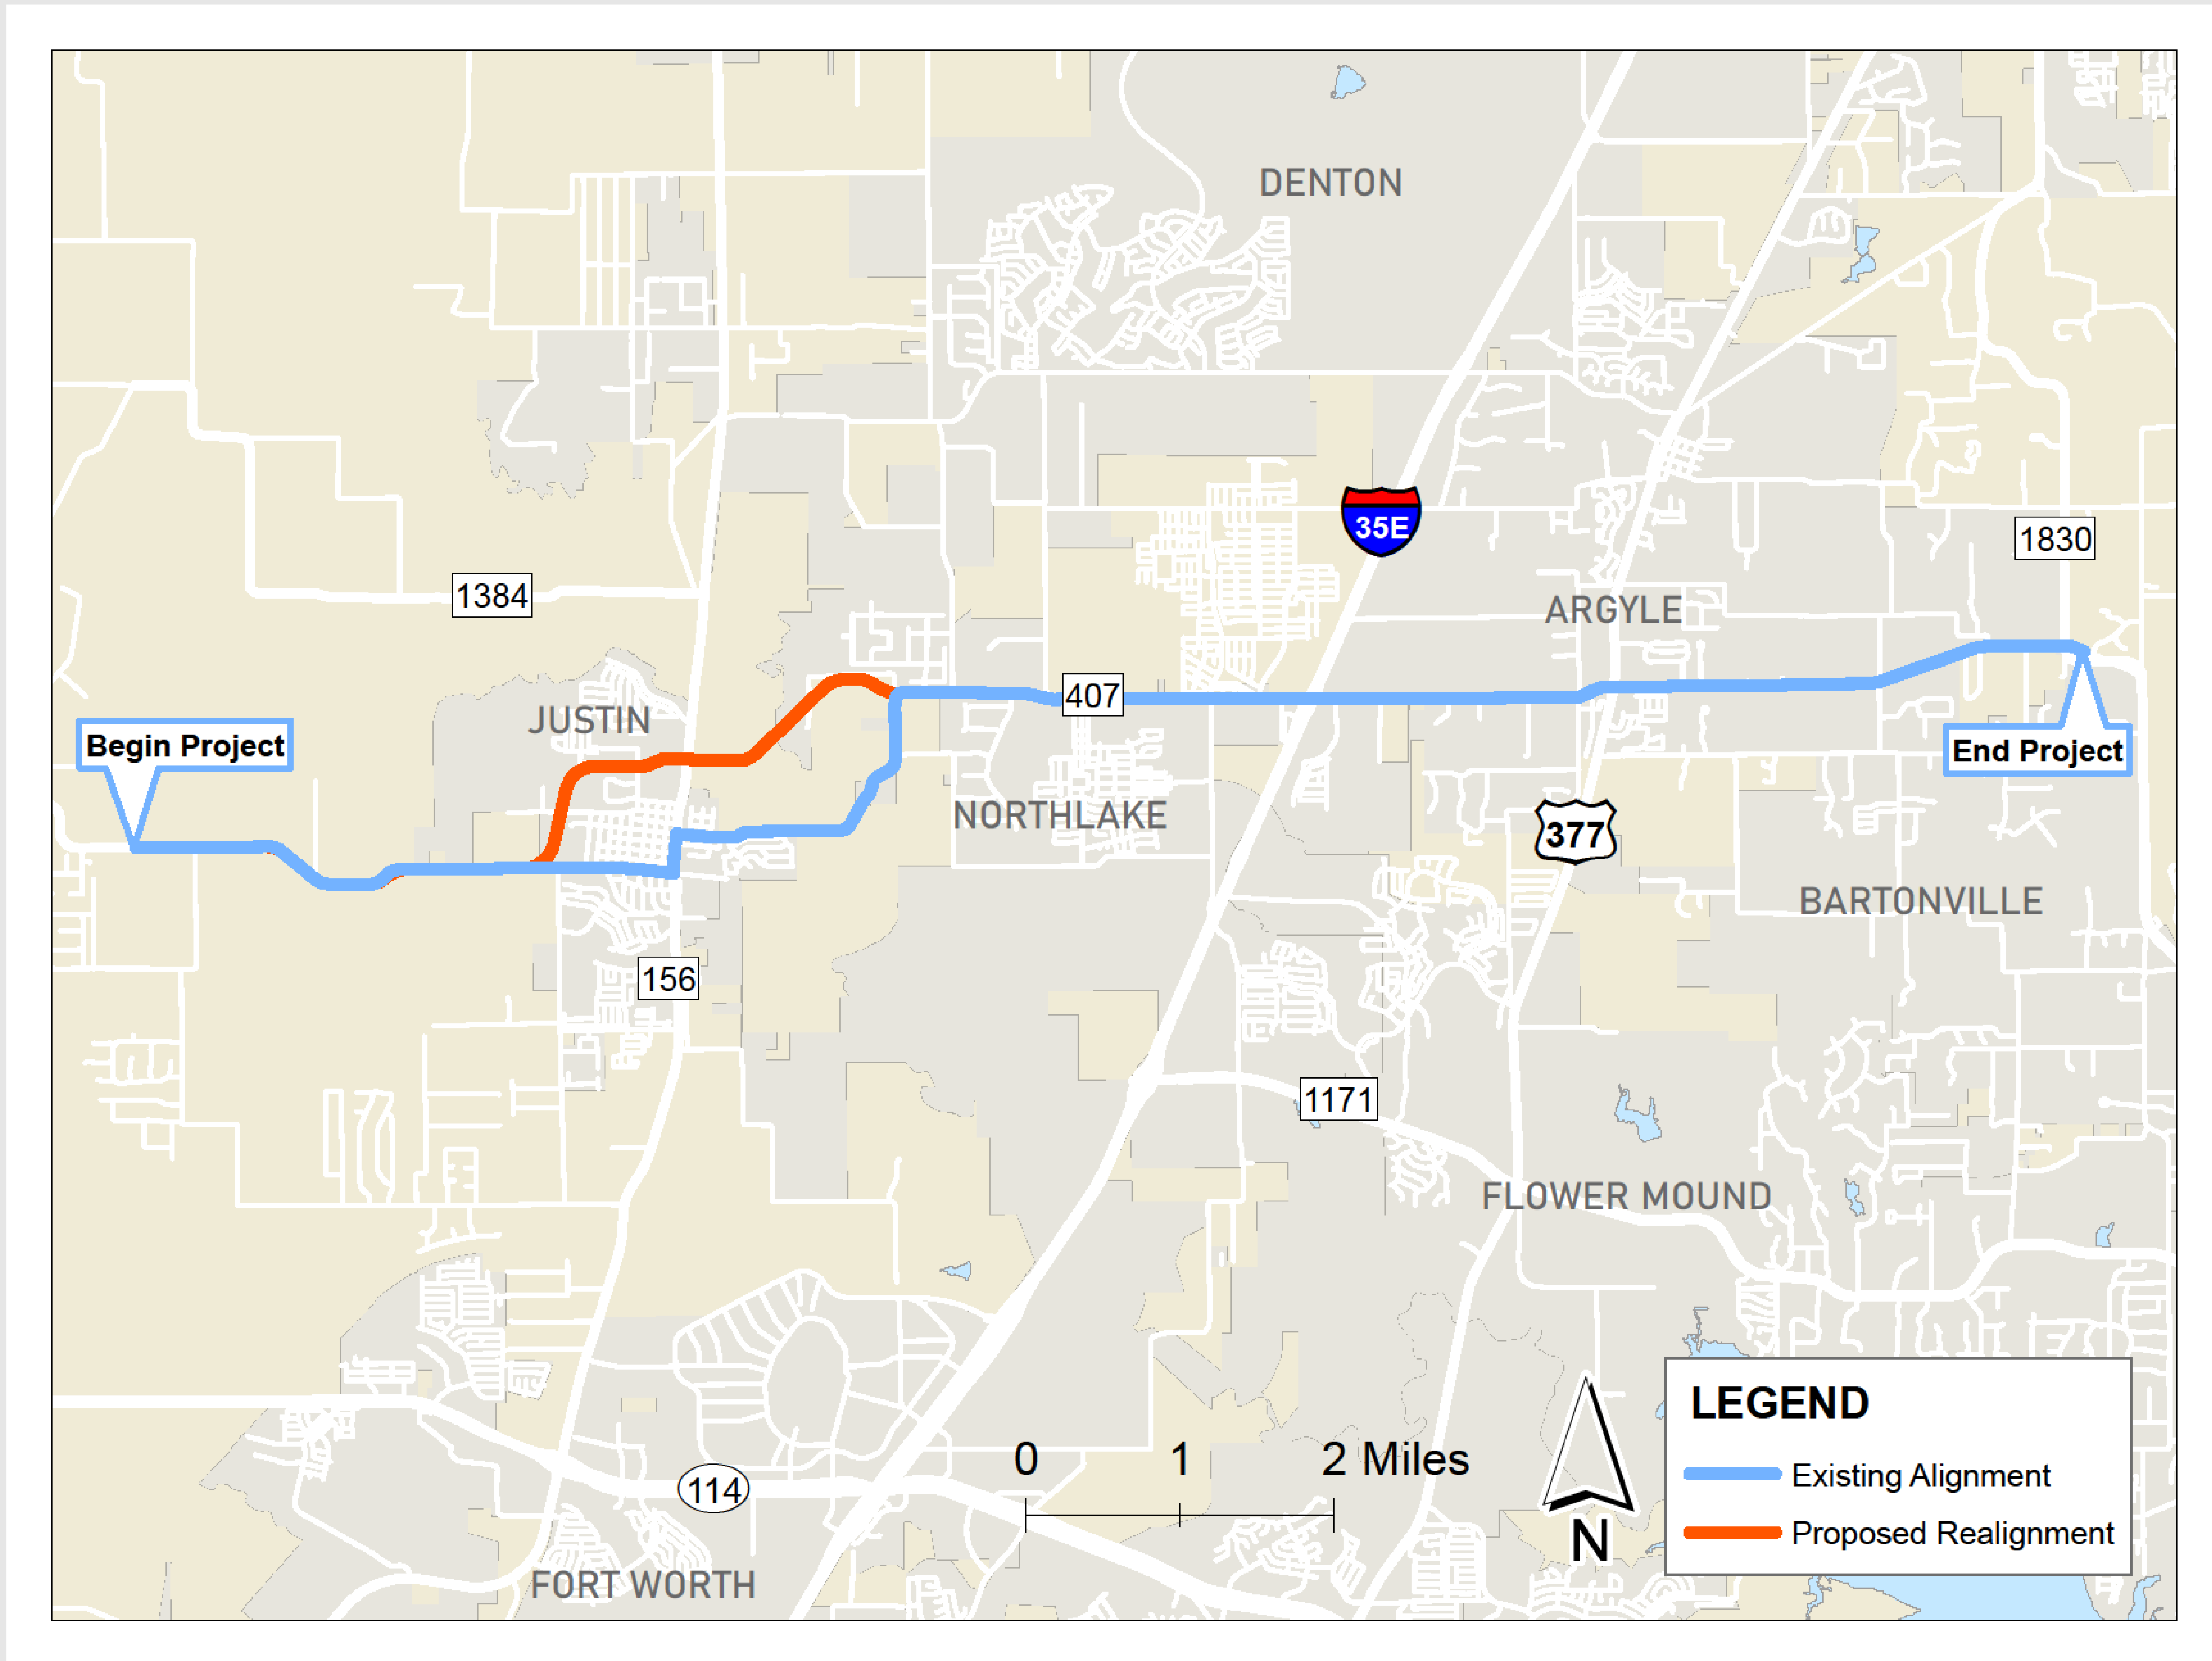 DENTON
35E
1830
1384
ARGYLE
407
JUSTIN
Begin Project
End Project
NORTHLAKE
377
BARTONVILLE
156
1171
FLOWER MOUND
0 1 2 Miles
114
FORT WORTH
N
LEGEND
Existing Alignment
Proposed Realignment